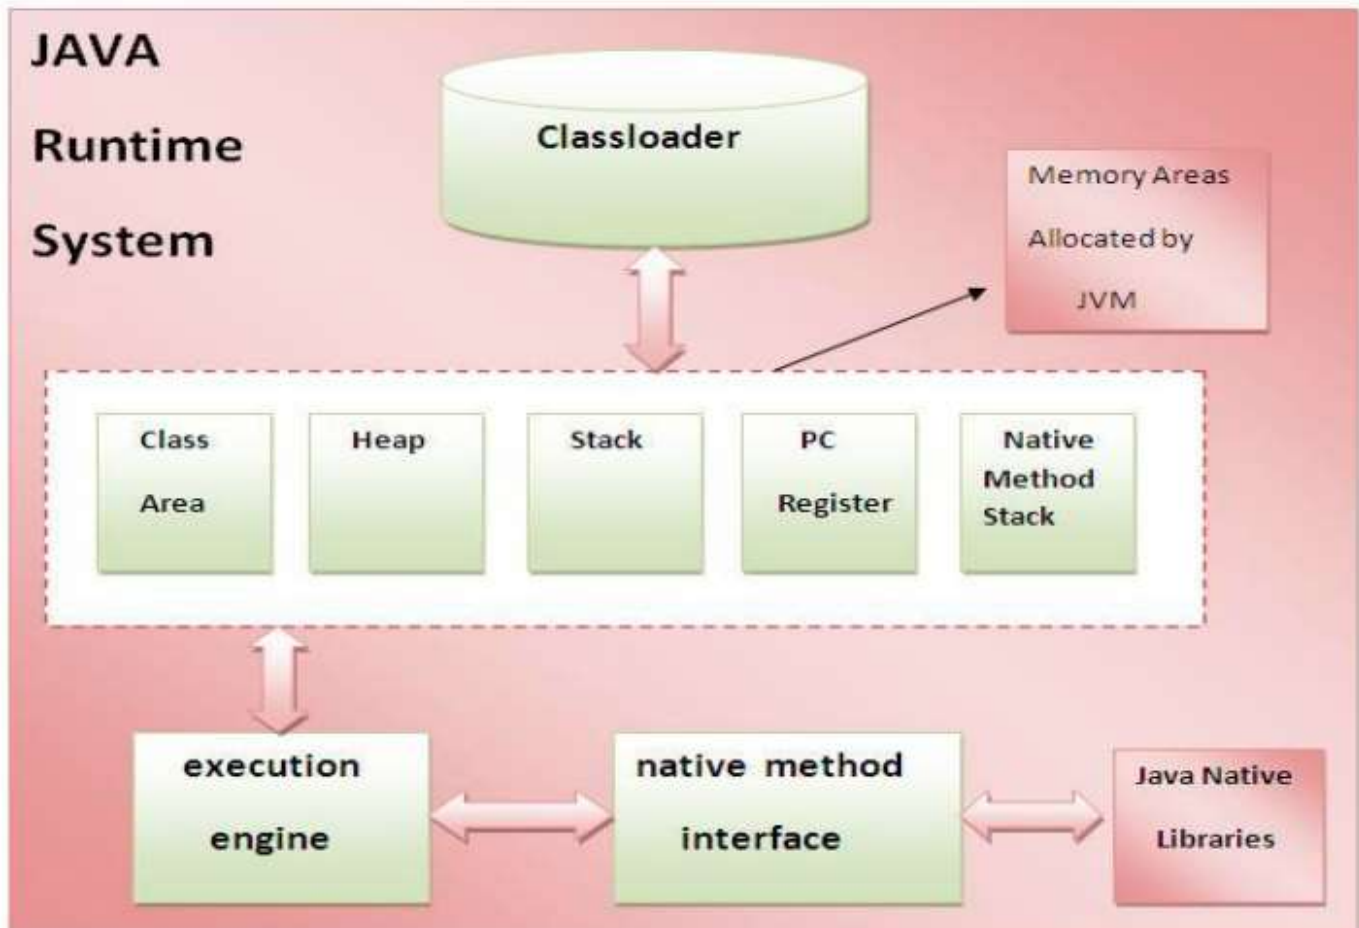 JAVA
Runtime
System
Classloader
Memory Areas
Allocated by
JVM
Class
Area
Heap
Stack
PC
Register
Native
Method
Stack
execution
engine
native method
interface
Java Native
Libraries